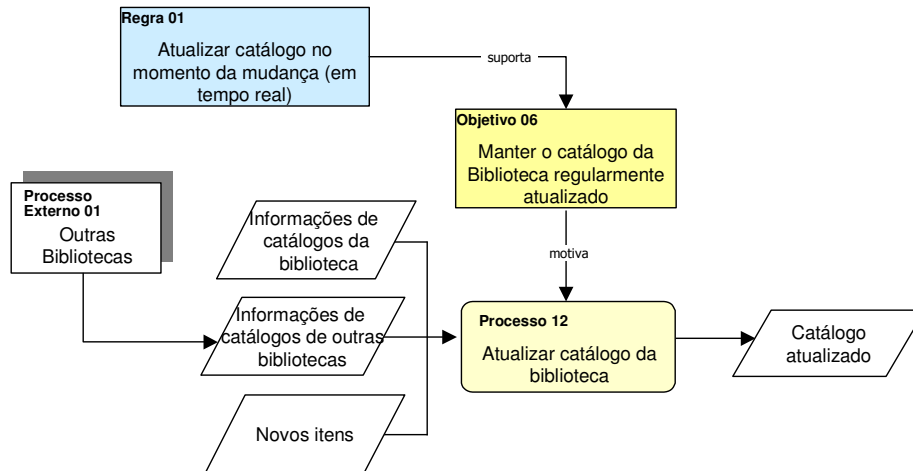 Regra 01
Atualizar catálogo no
momento da mudança (em
tempo real)
suporta
Objetivo 06
Manter o catálogo da
Biblioteca regularmente
atualizado
Processo
Externo 01
Outras
Bibliotecas
Informações de
catálogos da
biblioteca
motiva
Informações de
catálogos de outras
bibliotecas
Processo 12
Atualizar catálogo da
biblioteca
Catálogo
atualizado
Novos itens